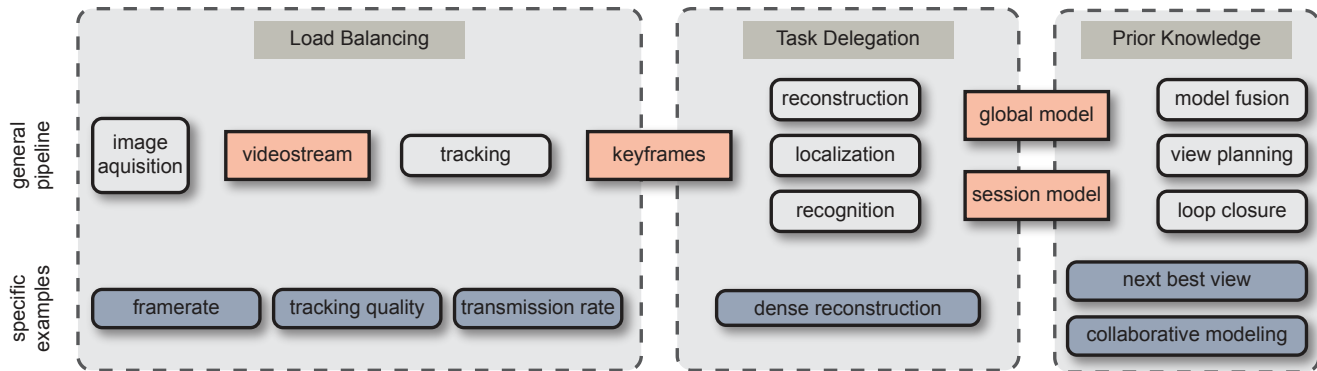 Load Balancing
Task Delegation
Prior Knowledge
general
pipeline
image
aquisition
videostream
tracking
keyframes
reconstruction
localization
recognition
global model
session model
model fusion
view planning
loop closure
specific
examples
framerate
tracking quality
transmission rate
dense reconstruction
next best view
collaborative modeling